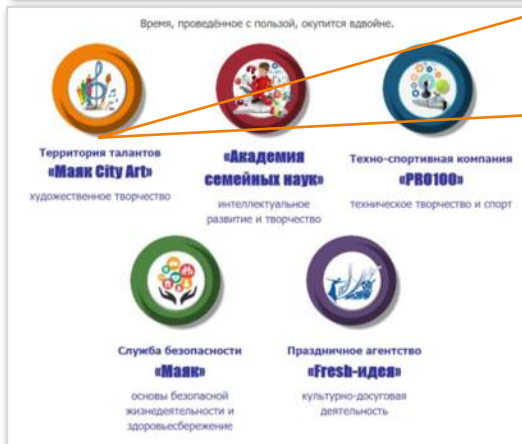 Время, проведённое с пользой, окупится вдвойне.
Территория талантов
«Маяк City Art»
художественное творчество
«Академия
семейных наук»
интеллектуальное
развитие и творчество
Техно-спортивная компания
«PRO100»
техническое творчество и спорт
Служба безопасности
«Маяк»
основы безопасной
жизнедеятельности и
здоровьесбережение
Праздничное агентство
«Fresh-идея»
культурно-досуговая
деятельность